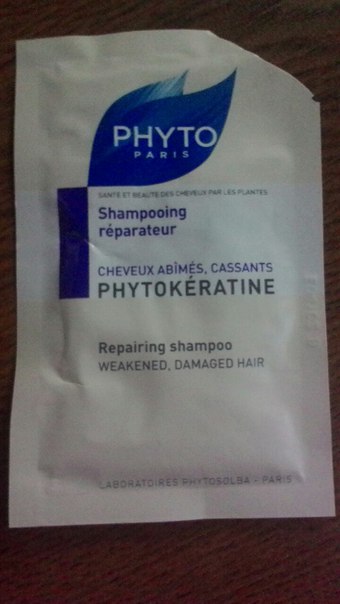 PHYTO
PARIS
SANTÉ ET BEAUTÉ DES CHEVEUX PAR LES PLANTES
Shampooing
réparateur
CHEVEUX ABÎMÉS, CASSANTS
PHYTOKÉRATINE
Repairing shampoo
WEAKENED, DAMAGED HAIR
LABORATOIRES PHYTOSOLBA - PARIS